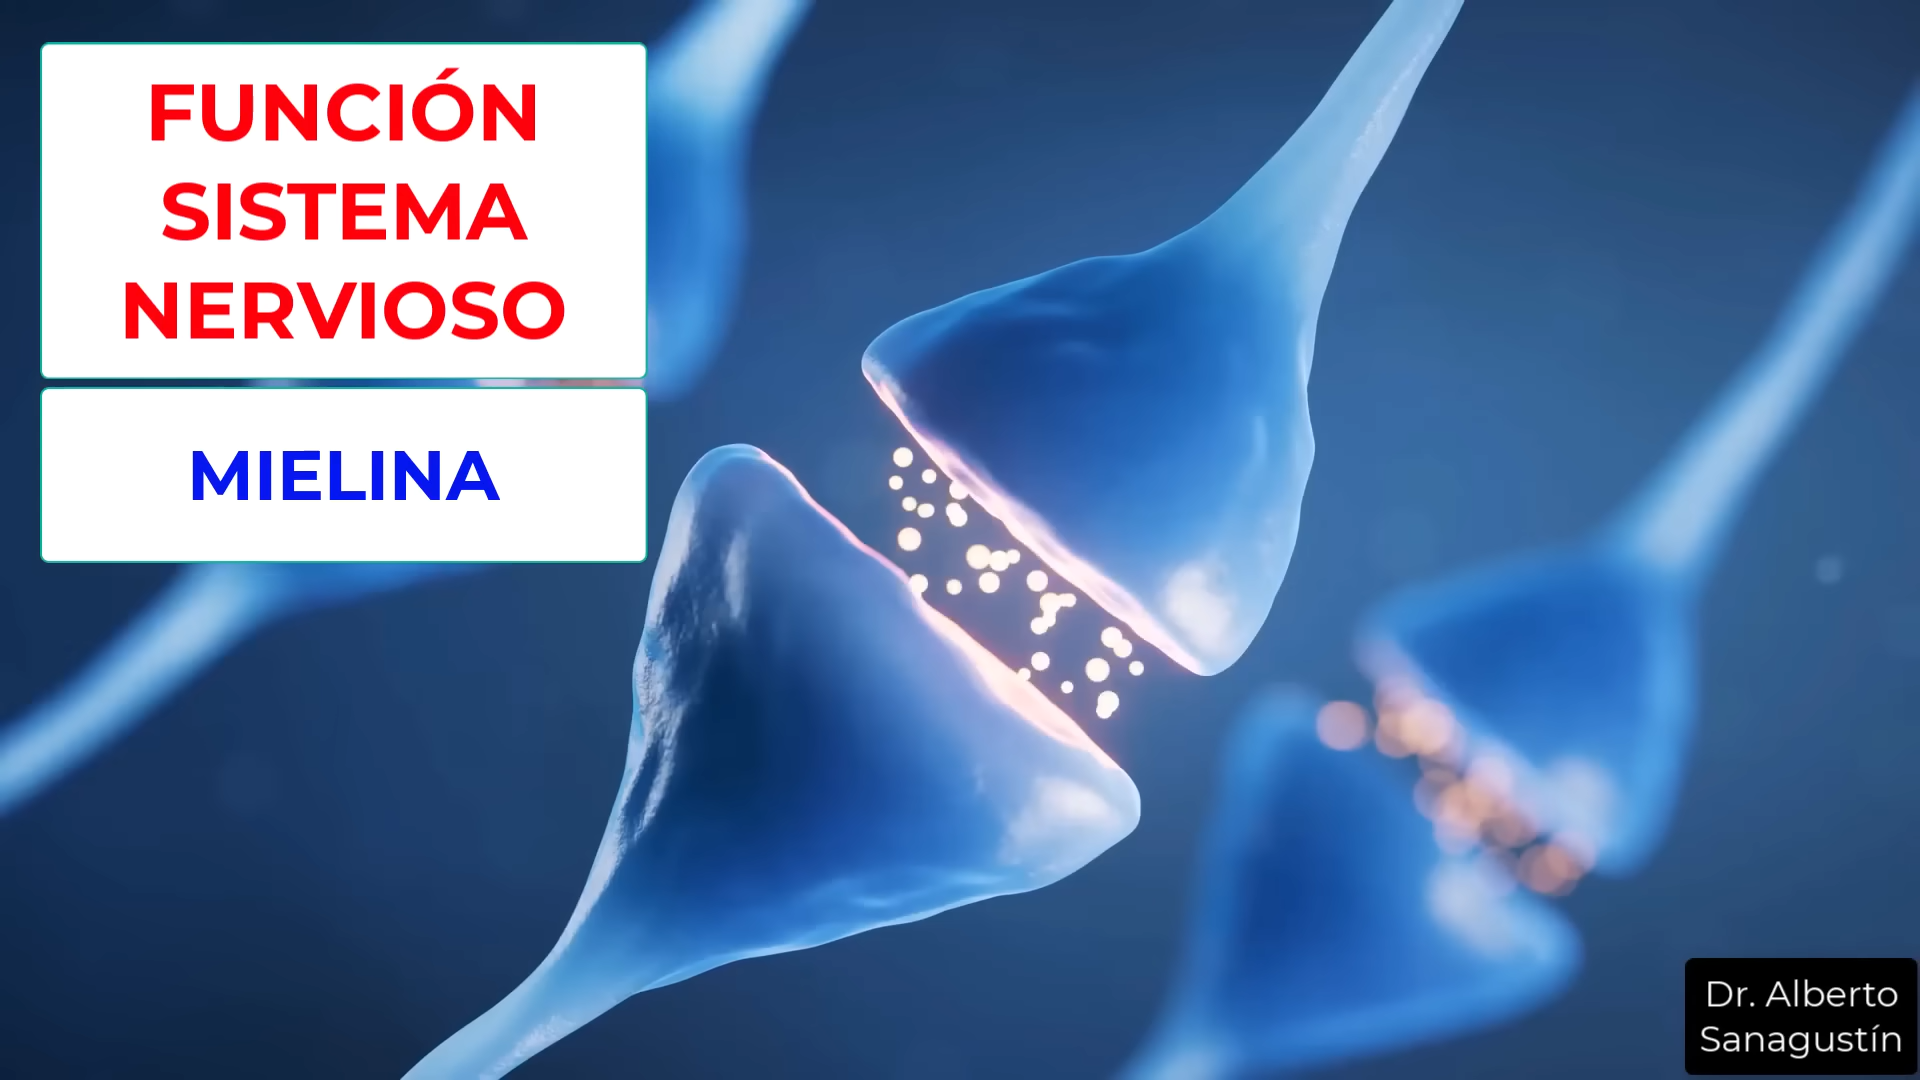 FUNCIÓN
SISTEMA
NERVIOSO
MIELINA
Dr. Alberto
Sanagustín